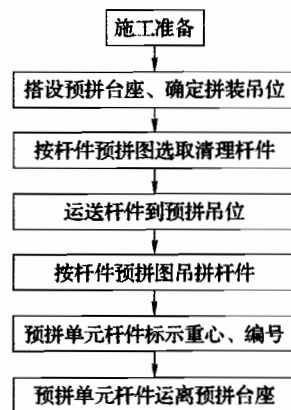 施工准备
搭设预拼台座、确定拼装吊位
按杆件预拼图选取清理杆件
运送杆件到预拼吊位
按杆件预拼图吊拼杆件
预拼单元杆件标示重心、编号
预拼单元杆件运离预拼台座